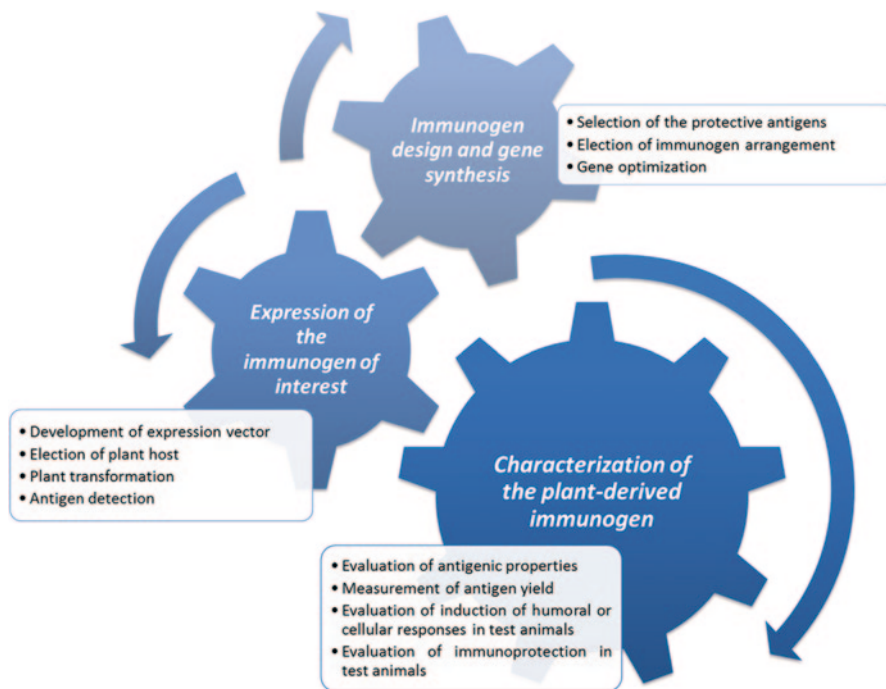 Immunogen
design and gene
synthesis
• Selection of the protective antigens
• Election of immunogen arrangement
• Gene optimization
Expression of
the
immunogen of
interest
• Development of expression vector
• Election of plant host
• Plant transformation
• Antigen detection
Characterization of
the plant-derived
immunogen
• Evaluation of antigenic properties
• Measurement of antigen yield
• Evaluation of induction of humoral or
cellular responses in test animals
• Evaluation of immunoprotection in
test animals